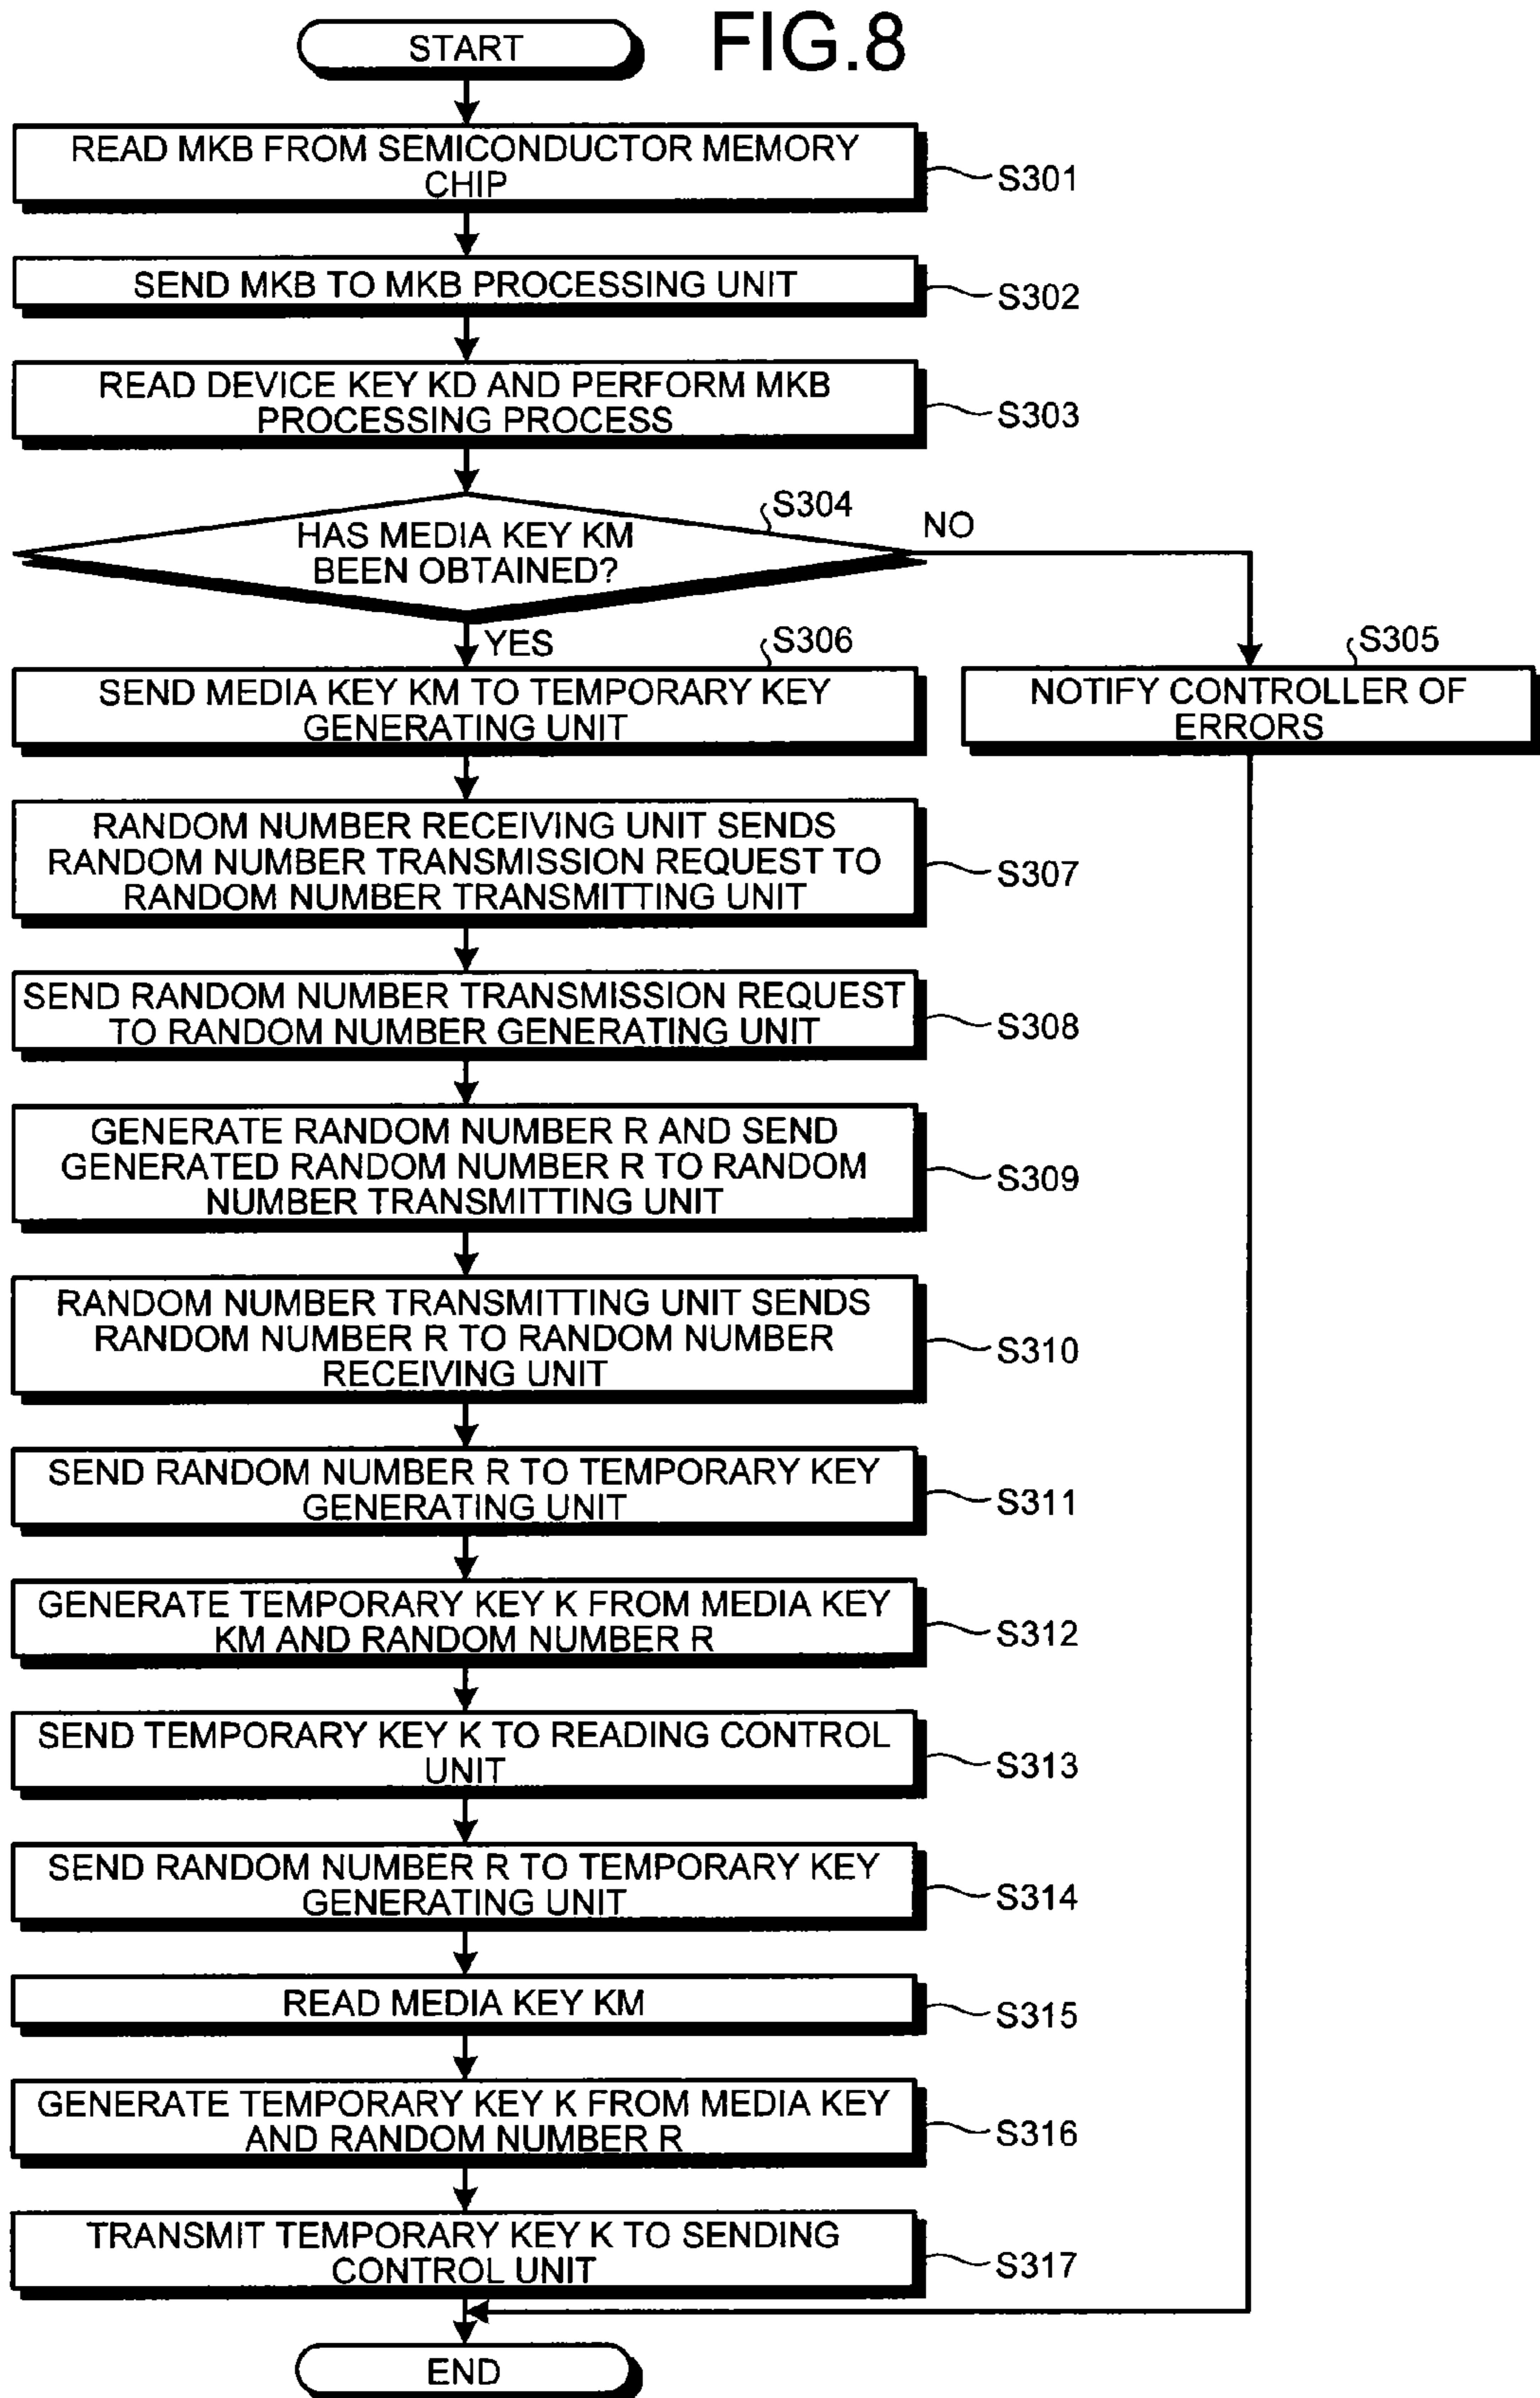 FIG.8
START
READ MKB FROM SEMICONDUCTOR MEMORY
CHIP
S301
SEND MKB TO MKB PROCESSING UNIT
S302
READ DEVICE KEY KD AND PERFORM MKB
PROCESSING PROCESS
S303
S304
HAS MEDIA KEY KM
BEEN OBTAINED?
NO
YES
S306
SEND MEDIA KEY KM TO TEMPORARY KEY
GENERATING UNIT
S305
NOTIFY CONTROLLER OF
ERRORS
RANDOM NUMBER RECEIVING UNIT SENDS
RANDOM NUMBER TRANSMISSION REQUEST TO
RANDOM NUMBER TRANSMITTING UNIT
S307
SEND RANDOM NUMBER TRANSMISSION REQUEST
TO RANDOM NUMBER GENERATING UNIT
S308
GENERATE RANDOM NUMBER R AND SEND
GENERATED RANDOM NUMBER R TO RANDOM
NUMBER TRANSMITTING UNIT
S309
RANDOM NUMBER TRANSMITTING UNIT SENDS
RANDOM NUMBER R TO RANDOM NUMBER
RECEIVING UNIT
S310
SEND RANDOM NUMBER R TO TEMPORARY KEY
GENERATING UNIT
S311
GENERATE TEMPORARY KEY K FROM MEDIA KEY
KM AND RANDOM NUMBER R
S312
SEND TEMPORARY KEY K TO READING CONTROL
UNIT
S313
SEND RANDOM NUMBER R TO TEMPORARY KEY
GENERATING UNIT
S314
READ MEDIA KEY KM
S315
GENERATE TEMPORARY KEY K FROM MEDIA KEY
AND RANDOM NUMBER R
S316
TRANSMIT TEMPORARY KEY K TO SENDING
CONTROL UNIT
S317
END